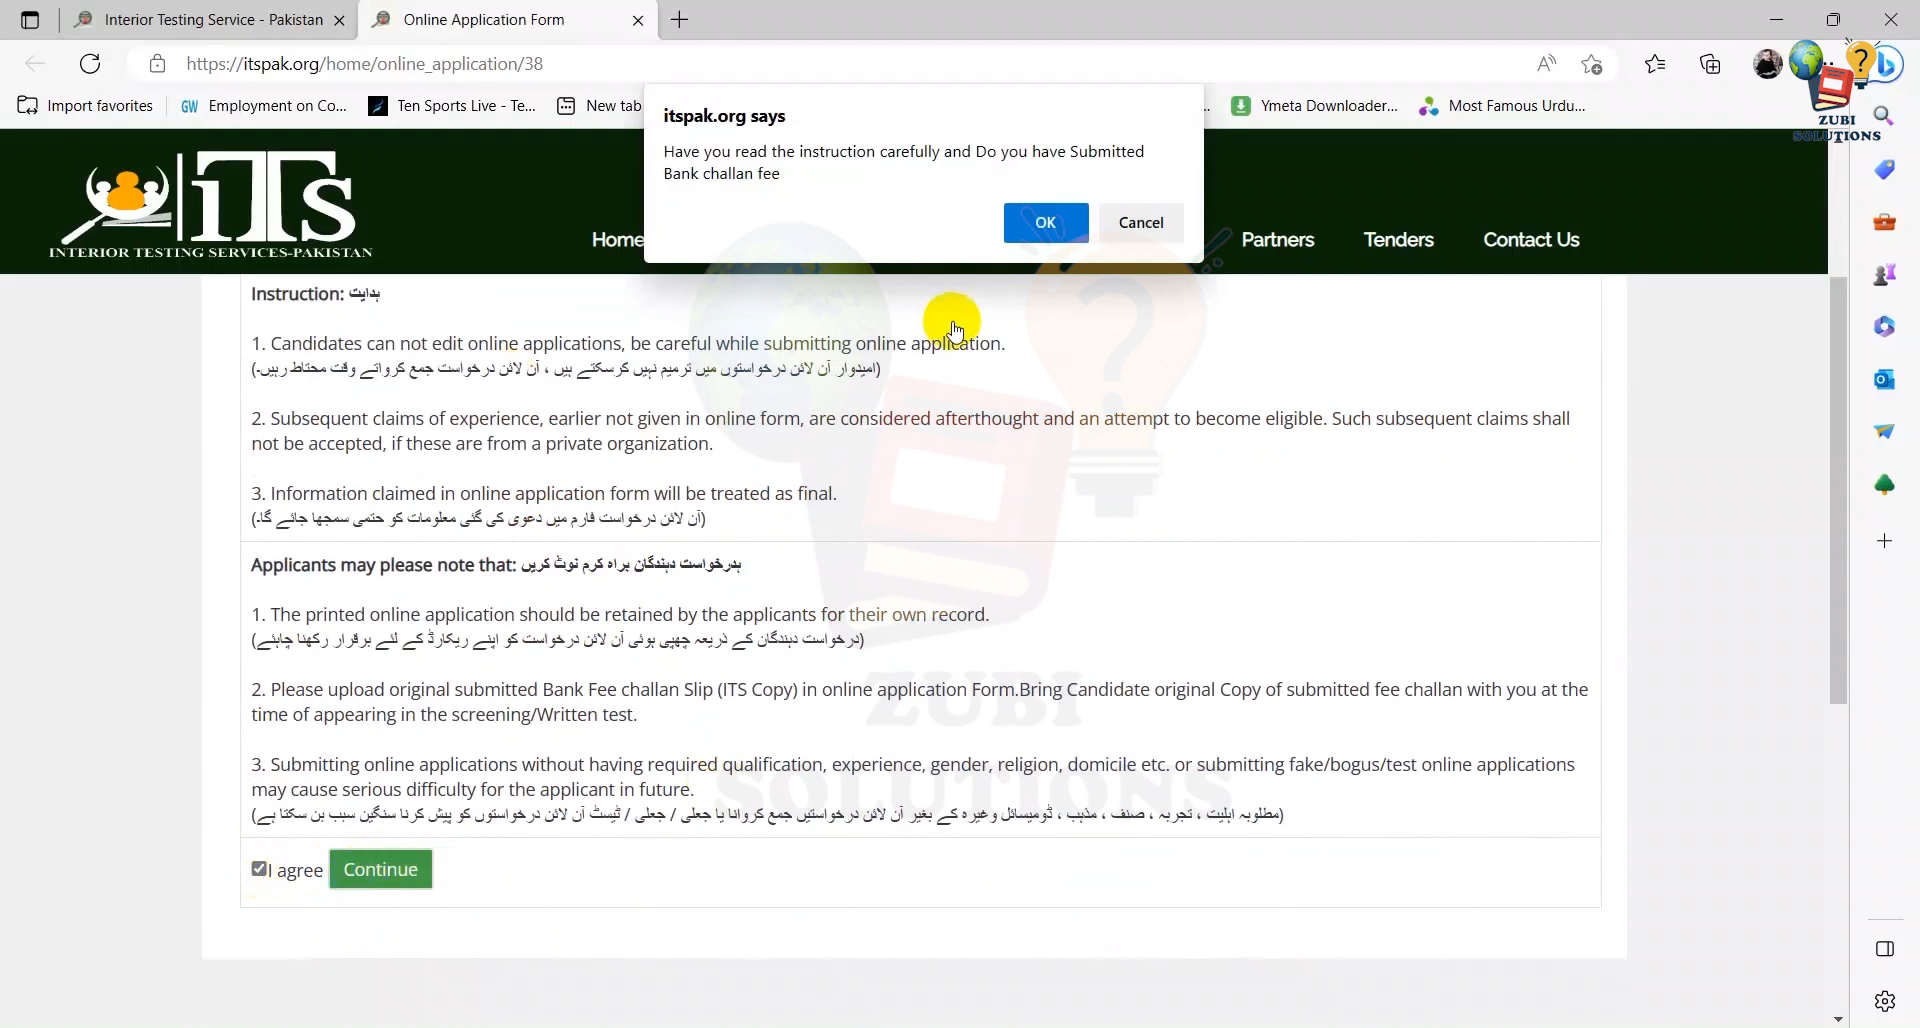 Interior Testing Service - Pakistan
Online Application Form
https://itspak.org/home/online_application/38
Import favorites
GW Employment on Co...
Ten Sports Live - Te...
New tab
Ymeta Downloader...
Most Famous Urdu...
ZUBI
SOLUTIONS
itspak.org says
Have you read the instruction carefully and Do you have Submitted
Bank challan fee
OK
Cancel
iTS
INTERIOR TESTING SERVICES-PAKISTAN
Home
Partners
Tenders
Contact Us
Instruction: ہدایت
1. Candidates can not edit online applications, be careful while submitting online application.
(امیدوار آن لائن درخواستوں میں ترمیم نہیں کرسکتے ہیں ، آن لائن درخواست جمع کرواتے وقت محتاط رہیں۔)
2. Subsequent claims of experience, earlier not given in online form, are considered afterthought and an attempt to become eligible. Such subsequent claims shall
not be accepted, if these are from a private organization.
3. Information claimed in online application form will be treated as final.
(آن لائن درخواست فارم میں دعوی کی گئی معلومات کو حتمی سمجھا جائے گا۔)
Applicants may please note that: ہدرخواست دہندگان براہ کرم نوٹ کریں
1. The printed online application should be retained by the applicants for their own record.
(درخواست دہندگان کے ذریعہ چھپی ہوئی آن لائن درخواست کو اپنے ریکارڈ کے لئے برقرار رکھنا چاہئے)
2. Please upload original submitted Bank Fee challan Slip (ITS Copy) in online application Form.Bring Candidate original Copy of submitted fee challan with you at the
time of appearing in the screening/Written test.
3. Submitting online applications without having required qualification, experience, gender, religion, domicile etc. or submitting fake/bogus/test online applications
may cause serious difficulty for the applicant in future.
(مطلوبہ اہلیت ، تجربہ ، صنف ، مذہب ، ڈومیسائل وغیرہ کے بغیر آن لائن درخواستیں جمع کروانا یا جعلی / جعلی / ٹیسٹ آن لائن درخواستوں کو پیش کرنا سنگین سبب بن سکتا ہے)
I agree
Continue
ZUBI
SOLUTIONS